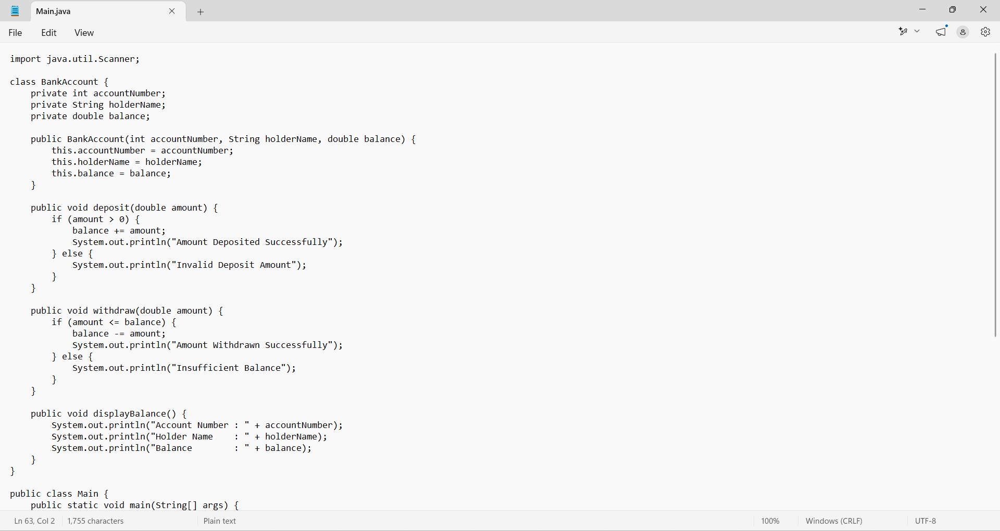 Main.java
File Edit View
import java.util.Scanner;

class BankAccount {
    private int accountNumber;
    private String holderName;
    private double balance;

    public BankAccount(int accountNumber, String holderName, double balance) {
        this.accountNumber = accountNumber;
        this.holderName = holderName;
        this.balance = balance;
    }

    public void deposit(double amount) {
        if (amount > 0) {
            balance += amount;
            System.out.println("Amount Deposited Successfully");
        } else {
            System.out.println("Invalid Deposit Amount");
        }
    }

    public void withdraw(double amount) {
        if (amount <= balance) {
            balance -= amount;
            System.out.println("Amount Withdrawn Successfully");
        } else {
            System.out.println("Insufficient Balance");
        }
    }

    public void displayBalance() {
        System.out.println("Account Number : " + accountNumber);
        System.out.println("Holder Name    : " + holderName);
        System.out.println("Balance        : " + balance);
    }
}

public class Main {
    public static void main(String[] args) {
Ln 63, Col 2 1,755 characters Plain text 100% Windows (CRLF) UTF-8